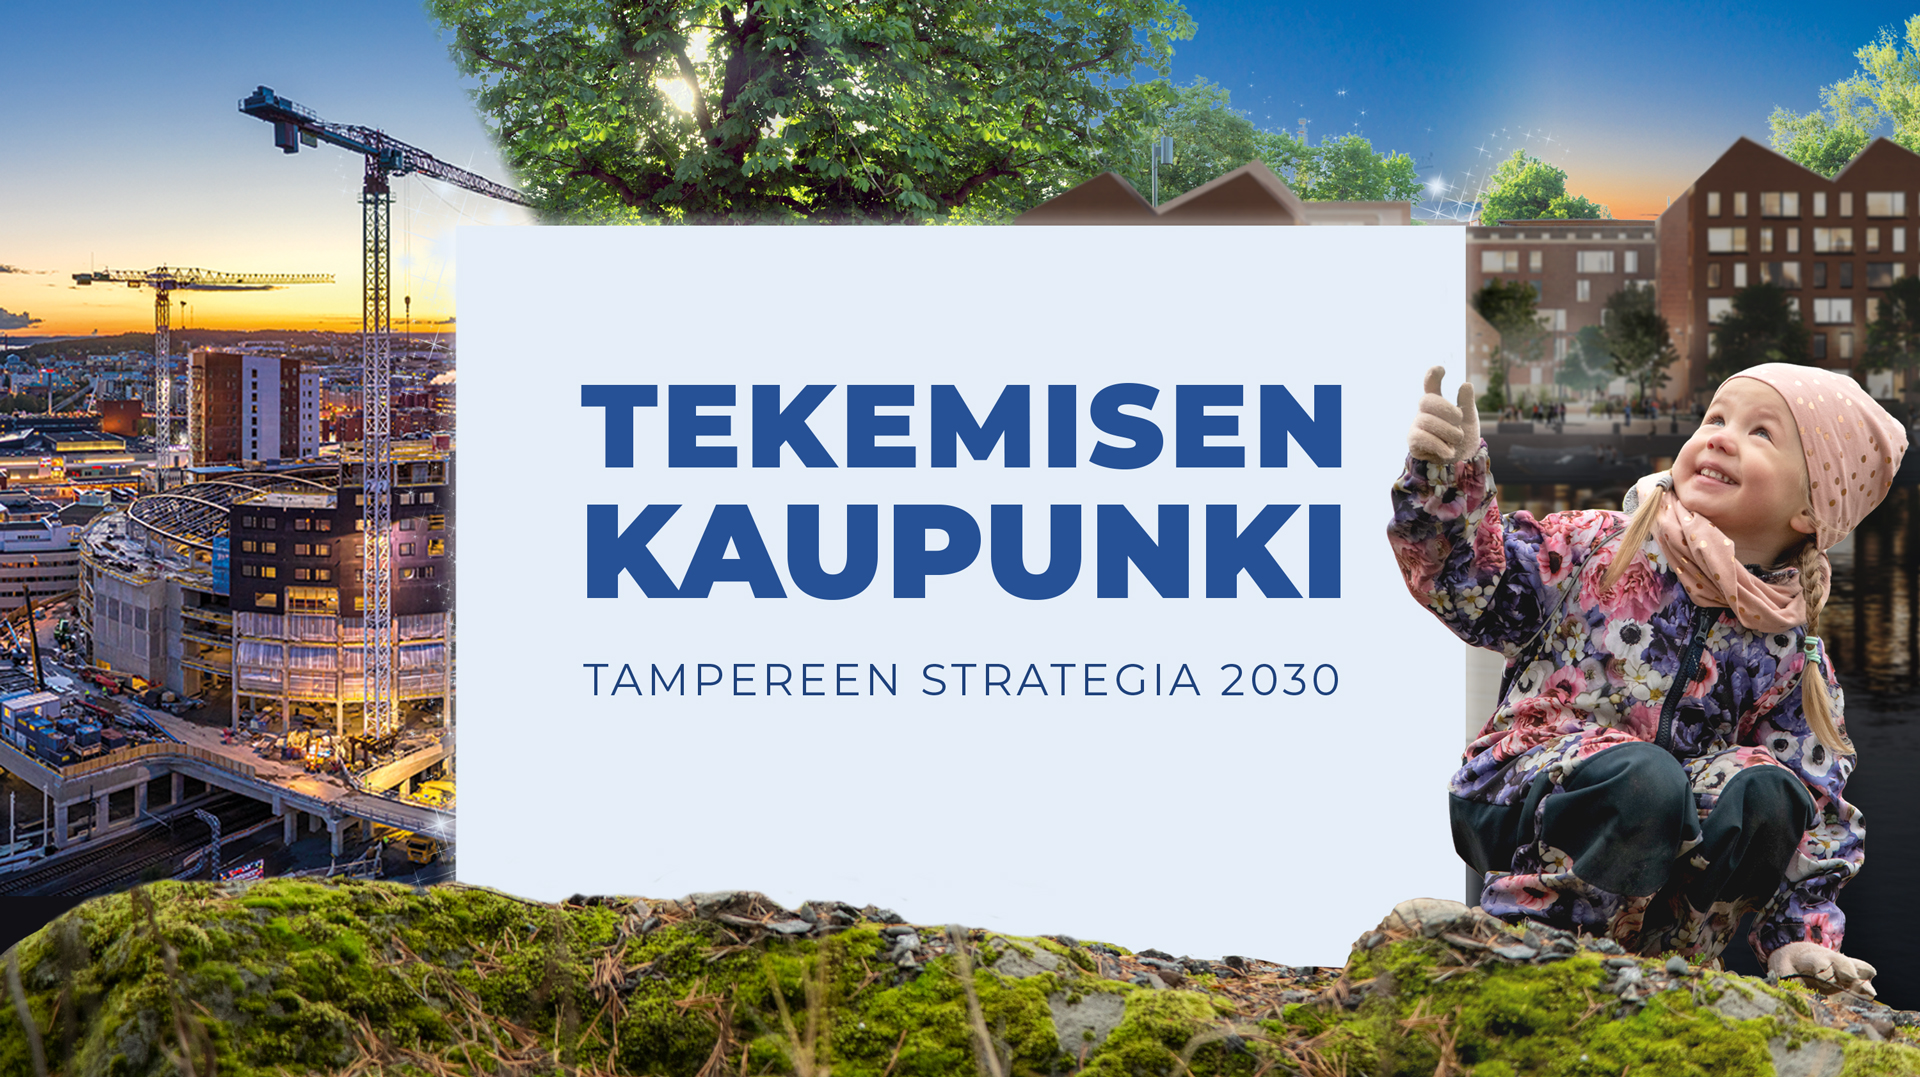 TEKEMISEN
KAUPUNKI
TAMPEREEN STRATEGIA 2030